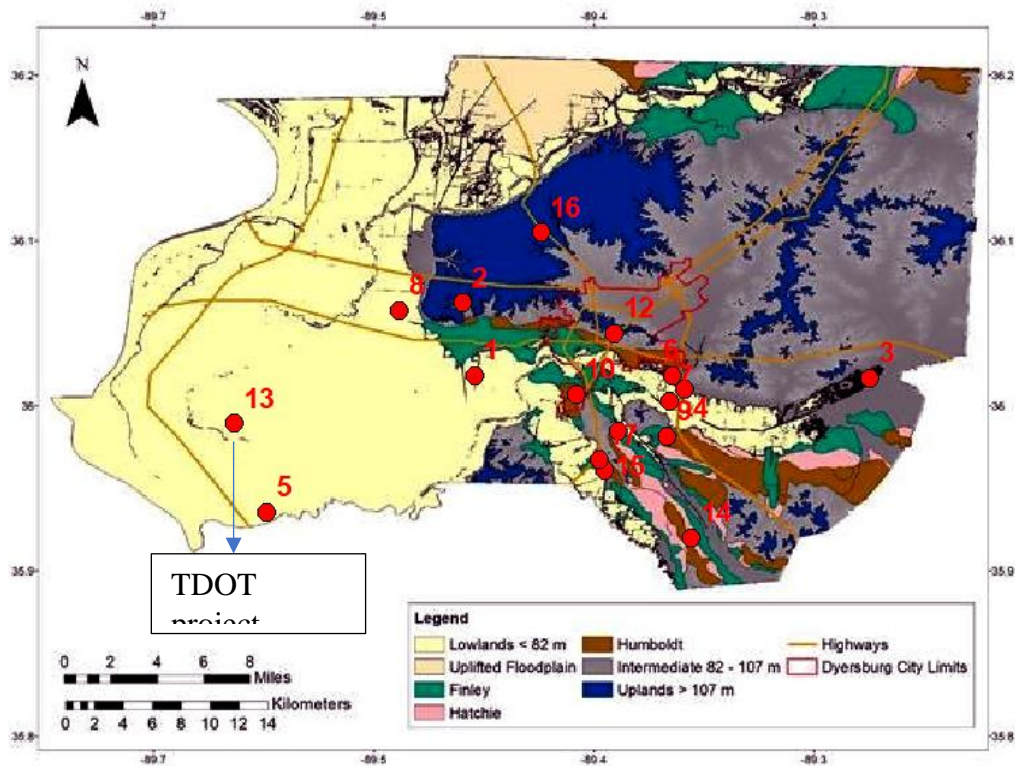 -89.7 -89.5 -89.4 -89.3
N
36.2 36.2
16
36.1 36.1
8 2
12
1 6 3
7
10
36 36
13 94
7
15
5
14
35.9 35.9
TDOT
project
Legend
Lowlands < 82 m Humboldt Highways
Uplifted Floodplain Intermediate 82 - 107 m Dyersburg City Limits
Finley Uplands > 107 m
Hatchie
0 2 4 6 8
Miles
Kilometers
0 2 4 6 8 10 12 14
35.8 35.8
-89.7 -89.5 -89.4 -89.3